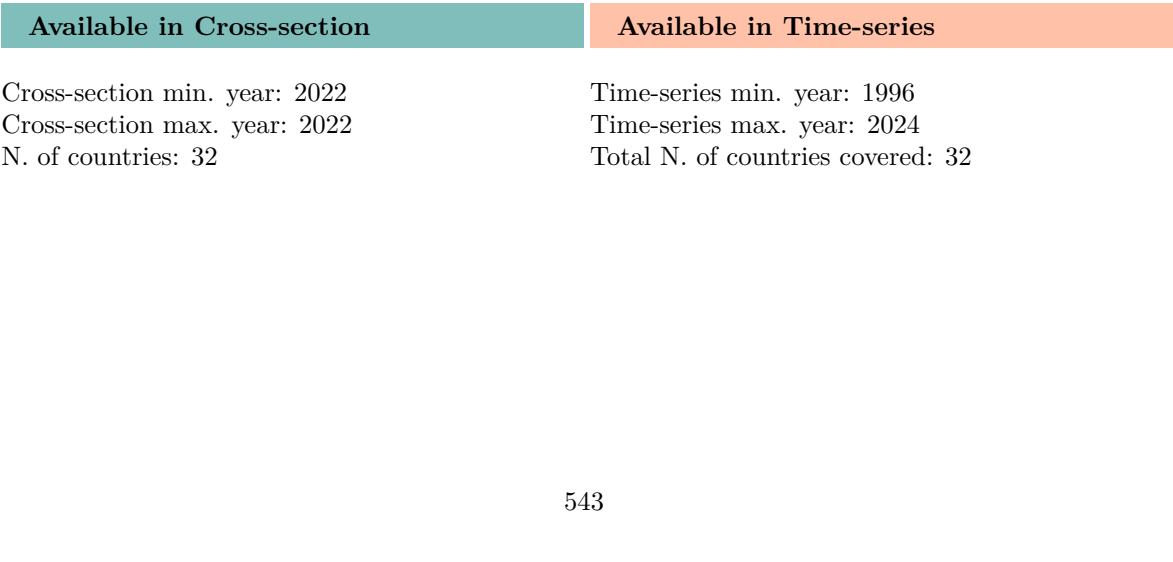 Available in Cross-section
Cross-section min. year: 2022
Cross-section max. year: 2022
N. of countries: 32
Available in Time-series
Time-series min. year: 1996
Time-series max. year: 2024
Total N. of countries covered: 32
543